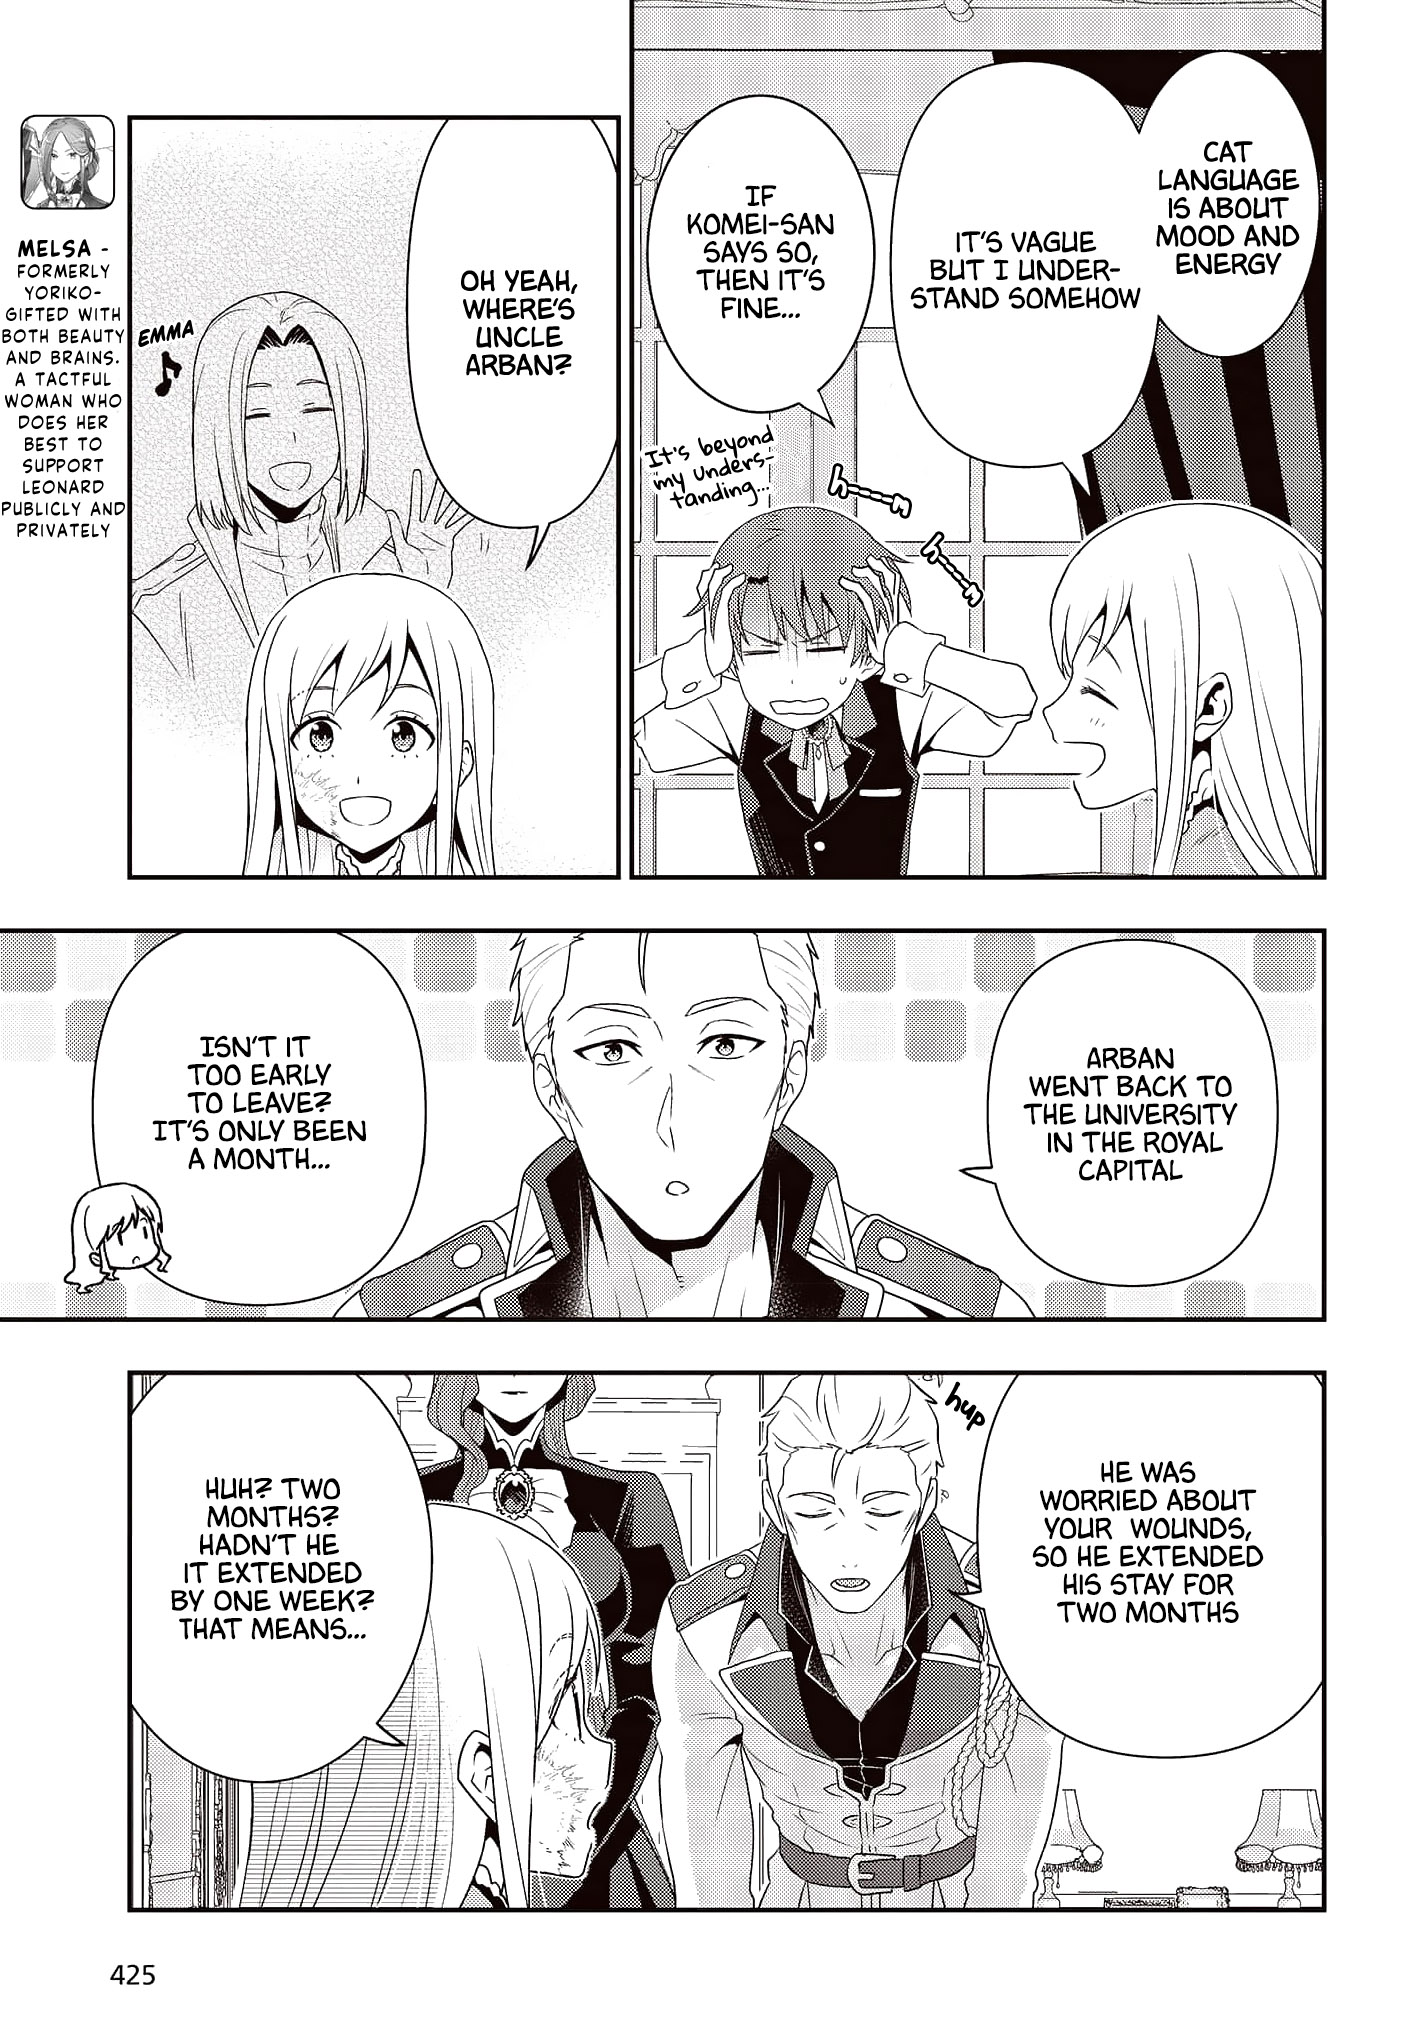 CAT
LANGUAGE
IS ABOUT
MOOD AND
ENERGY
IT'S VAGUE
BUT I UNDER-
STAND SOMEHOW
IF
KOMEI-SAN
SAYS SO,
THEN IT'S
FINE...
It's beyond
my unders-
tanding...
h---n
h---n
OH YEAH,
WHERE'S
UNCLE
ARBAN?
EMMA
MELSA -
FORMERLY
YORIKO-
GIFTED WITH
BOTH BEAUTY
AND BRAINS.
A TACTFUL
WOMAN WHO
DOES HER
BEST TO
SUPPORT
LEONARD
PUBLICLY AND
PRIVATELY
ARBAN
WENT BACK TO
THE UNIVERSITY
IN THE ROYAL
CAPITAL
ISN'T IT
TOO EARLY
TO LEAVE?
IT'S ONLY BEEN
A MONTH...
hup
HE WAS
WORRIED ABOUT
YOUR WOUNDS,
SO HE EXTENDED
HIS STAY FOR
TWO MONTHS
HUH? TWO
MONTHS?
HADN'T HE
IT EXTENDED
BY ONE WEEK?
THAT MEANS...
425